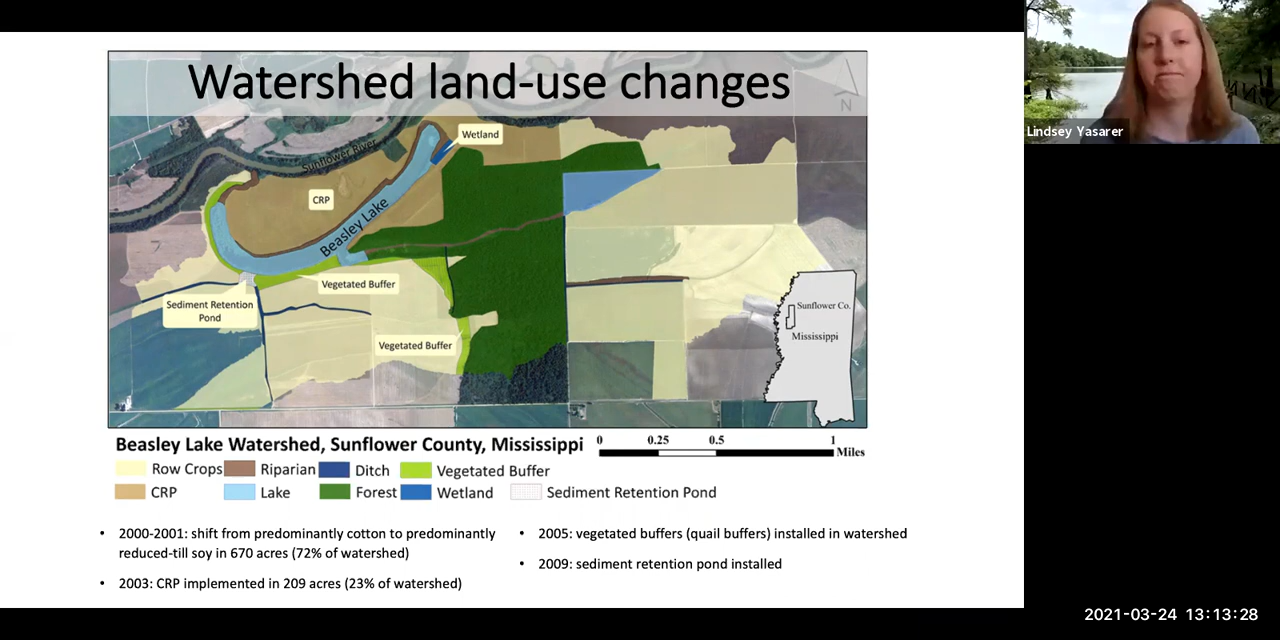 Watershed land-use changes
N
Wetland
Sunflower River
CRP
Beasley Lake
Vegetated Buffer
Sediment Retention
Pond
Vegetated Buffer
Sunflower Co.
Mississippi
Beasley Lake Watershed, Sunflower County, Mississippi
0 0.25 0.5 1
Miles
Row Crops Riparian Ditch Vegetated Buffer
CRP Lake Forest Wetland Sediment Retention Pond
• 2000-2001: shift from predominantly cotton to predominantly
reduced-till soy in 670 acres (72% of watershed)
• 2003: CRP implemented in 209 acres (23% of watershed)
• 2005: vegetated buffers (quail buffers) installed in watershed
• 2009: sediment retention pond installed
Lindsey Yasarer
2021-03-24 13:13:28